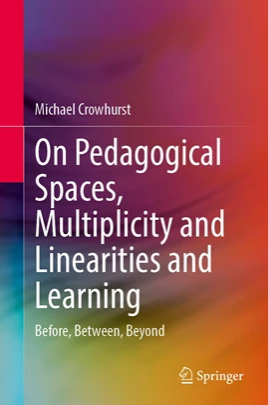 Michael Crowhurst
On Pedagogical
Spaces,
Multiplicity and
Linearities and
Learning
Before, Between, Beyond
Springer